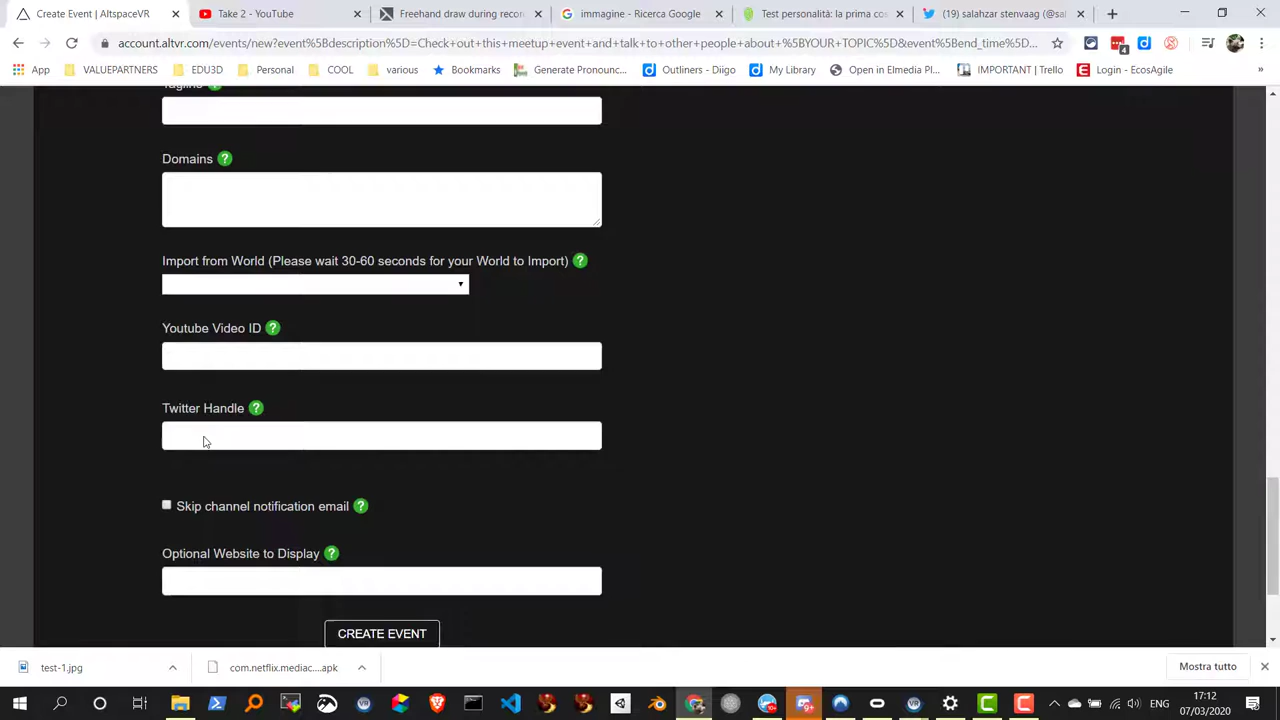 Create Event | AltspaceVR
Take 2 - YouTube
Freehand draw during recor
immagine - Ricerca Google
Test personalità: la prima cos
(19) salahzar stenvaag (@sal
account.altvr.com/events/new?event%5Bdescription%5D=Check+out+this+meetup+event+and+talk+to+other+people+about+%5BYOUR+TOPIC%5D&event%5Bend_time%5D...
4
App
VALUEPARTNERS
EDU3D
Personal
COOL
various
Bookmarks
Generate Pronounc...
Outliners - Diigo
My Library
Open in Elmedia Pl...
IMPORTANT | Trello
Login - EcosAgile
Tagline ?
Domains ?
Import from World (Please wait 30-60 seconds for your World to Import) ?
Youtube Video ID ?
Twitter Handle ?
Skip channel notification email ?
Optional Website to Display ?
CREATE EVENT
test-1.jpg
com.netflix.mediac....apk
Mostra tutto
ENG
17:12
07/03/2020